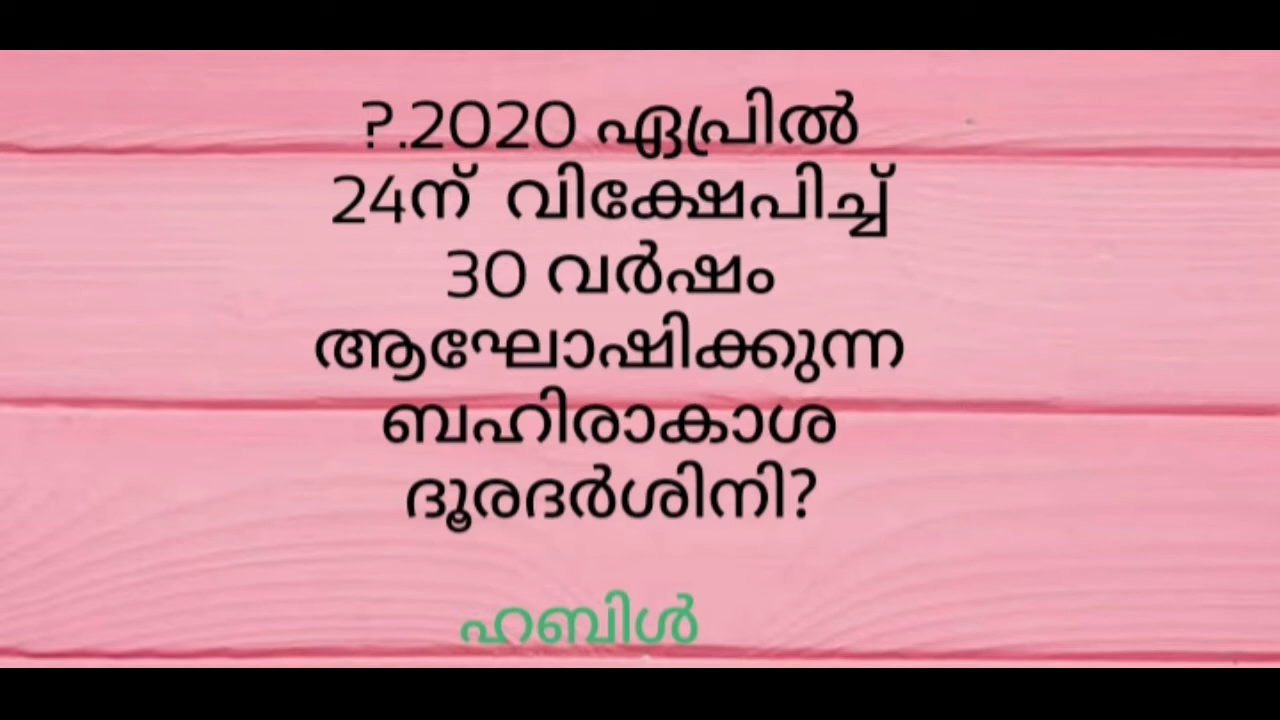 ?.2020 ഏപ്രിൽ
24ന് വിക്ഷേപിച്ച്
30 വർഷം
ആഘോഷിക്കുന്ന
ബഹിരാകാശ
ദൂരദർശിനി?
ഹബിൾ